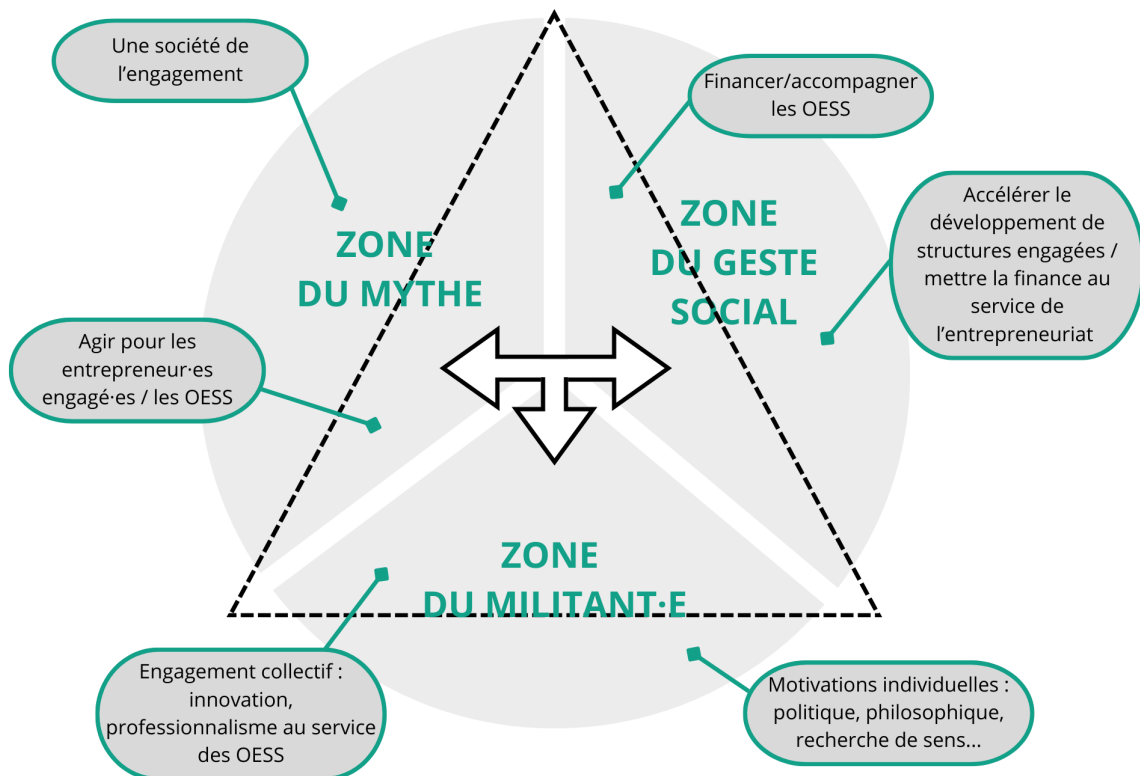 Une société de
l'engagement
Financer/accompagner
les OESS
Accélérer le
développement de
structures engagées /
mettre la finance au
service de
l'entrepreneuriat
ZONE
DU MYTHE
ZONE
DU GESTE
SOCIAL
Agir pour les
entrepreneur·es
engagé·es / les OESS
ZONE
DU MILITANT·E
Engagement collectif :
innovation,
professionnalisme au service
des OESS
Motivations individuelles :
politique, philosophique,
recherche de sens...